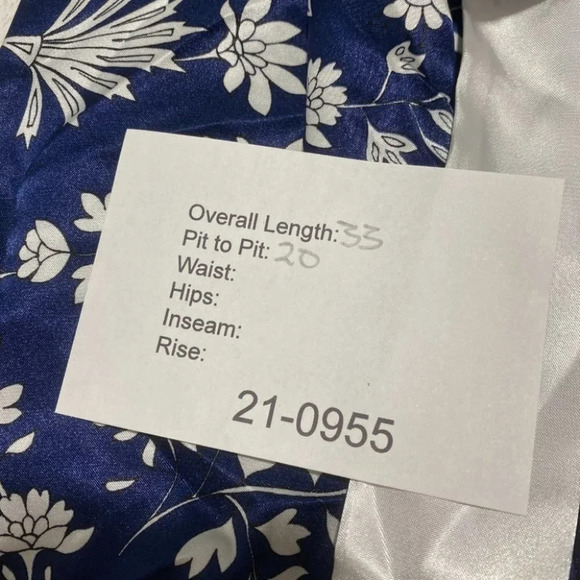 Overall Length: 33
Pit to Pit: 20
Waist:
Hips:
Inseam:
Rise:
21-0955